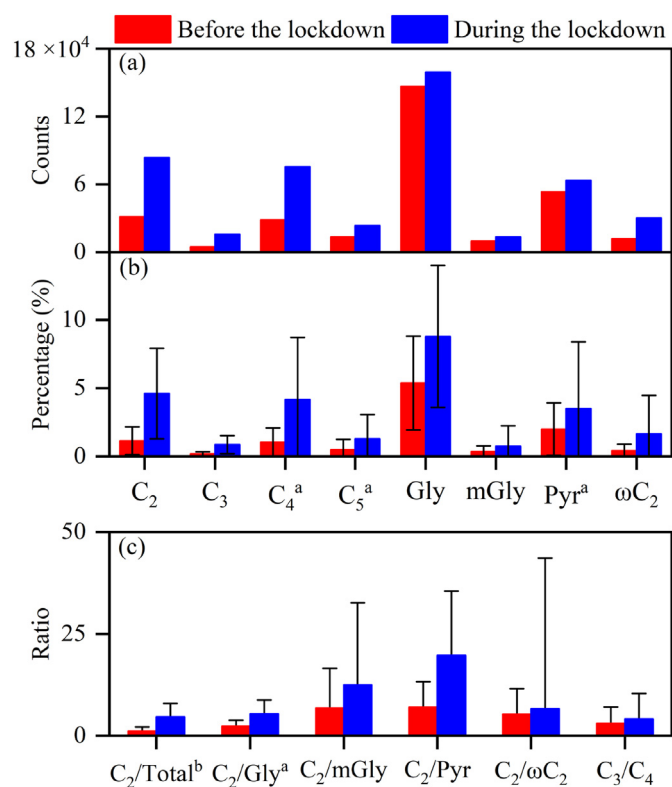 Before the lockdown During the lockdown
18 ×10⁴
(a)
12
Counts
6
0
(b)
10
Percentage (%)
5
0
C₂ C₃ C₄ᵃ C₅ᵃ Gly mGly Pyrᵃ ωC₂
50
(c)
25
Ratio
0
C₂/Totalᵇ C₂/Glyᵃ C₂/mGly C₂/Pyr C₂/ωC₂ C₃/C₄